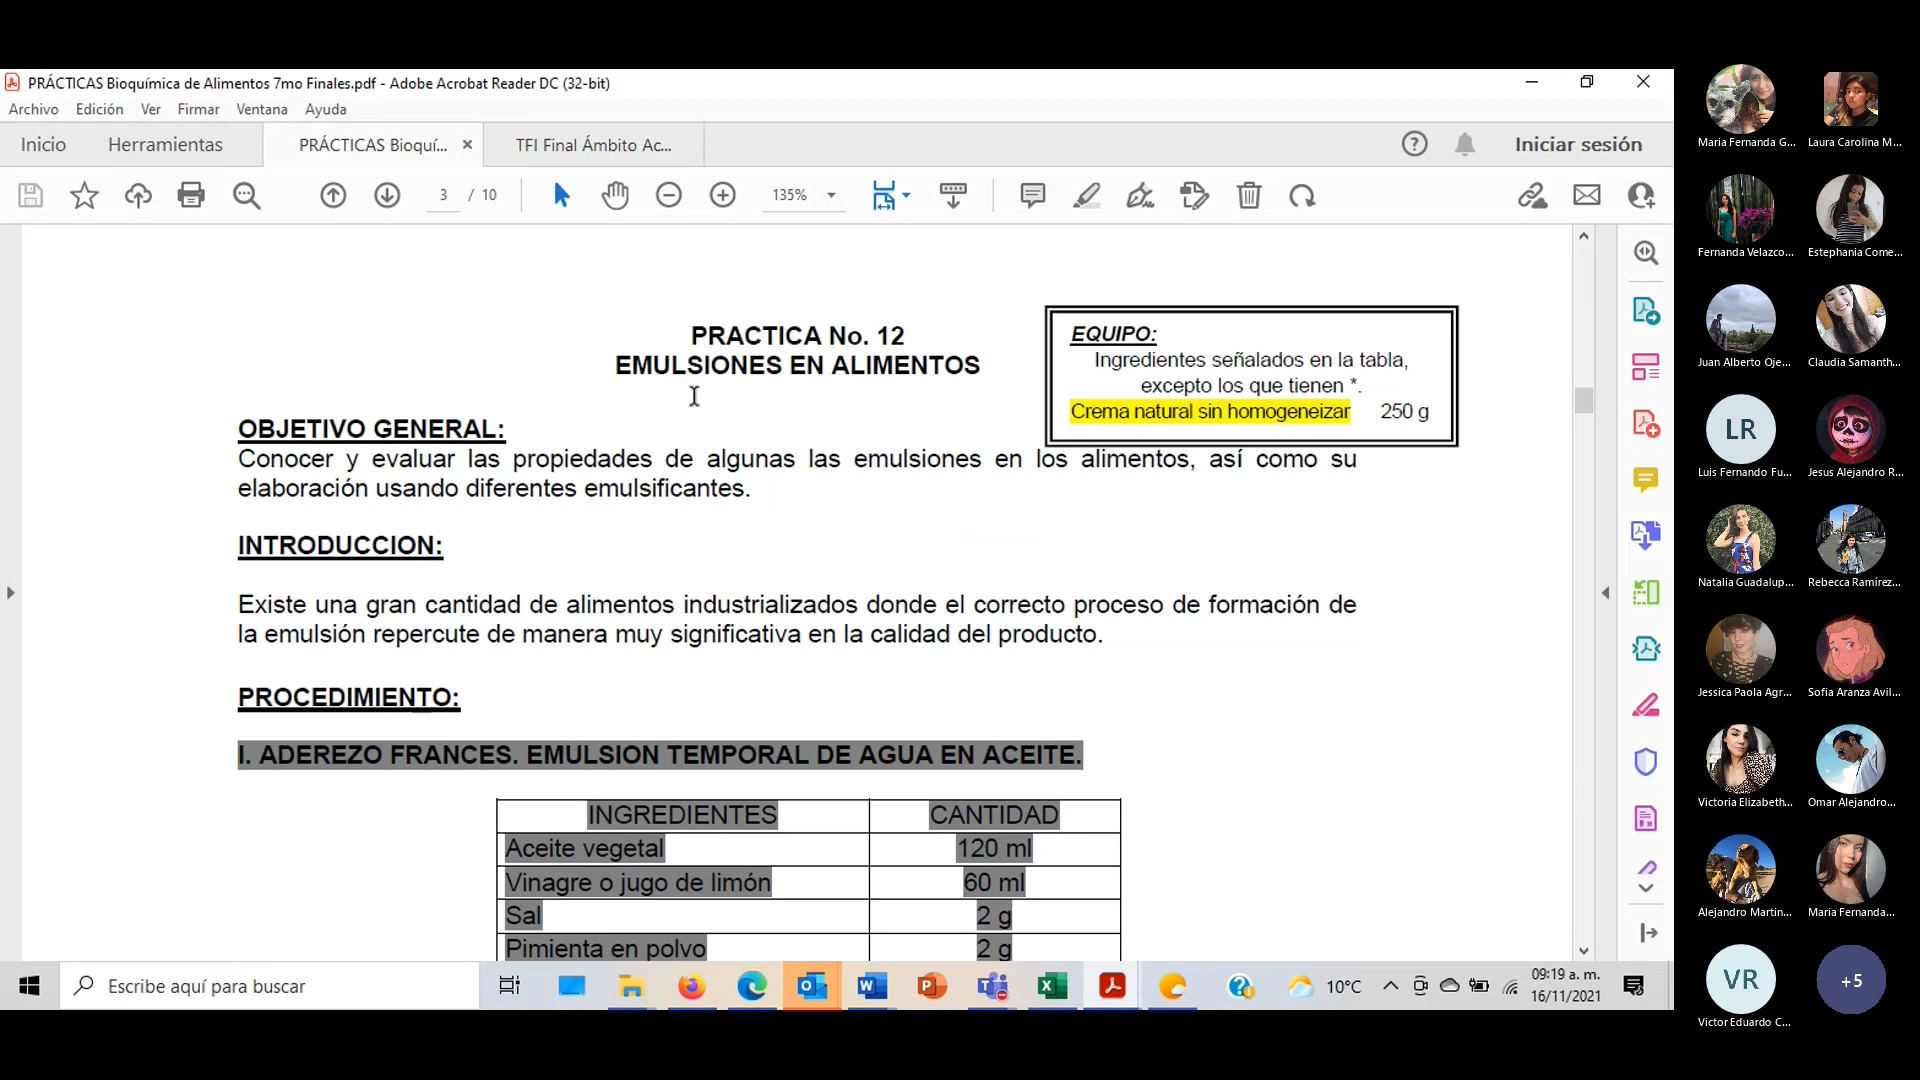 PRÁCTICAS Bioquímica de Alimentos 7mo Finales.pdf - Adobe Acrobat Reader DC (32-bit)
Archivo Edición Ver Firmar Ventana Ayuda
Inicio Herramientas PRÁCTICAS Bioquí... TFI Final Ámbito Ac... Iniciar sesión
3 / 10 135%
PRACTICA No. 12
EMULSIONES EN ALIMENTOS
EQUIPO:
Ingredientes señalados en la tabla,
excepto los que tienen *.
Crema natural sin homogeneizar 250 g
OBJETIVO GENERAL:
Conocer y evaluar las propiedades de algunas las emulsiones en los alimentos, así como su
elaboración usando diferentes emulsificantes.
INTRODUCCION:
Existe una gran cantidad de alimentos industrializados donde el correcto proceso de formación de
la emulsión repercute de manera muy significativa en la calidad del producto.
PROCEDIMIENTO:
I. ADEREZO FRANCES. EMULSION TEMPORAL DE AGUA EN ACEITE.
INGREDIENTES CANTIDAD
Aceite vegetal 120 ml
Vinagre o jugo de limón 60 ml
Sal 2 g
Pimienta en polvo 2 g
Escribe aquí para buscar
10°C
09:19 a. m.
16/11/2021
Maria Fernanda G... Laura Carolina M...
Fernanda Velazco... Estephania Come...
Juan Alberto Oje... Claudia Samanth...
LR
Luis Fernando Fu... Jesus Alejandro R...
Natalia Guadalup... Rebecca Ramírez...
Jessica Paola Agr... Sofia Aranza Avil...
Victoria Elizabeth... Omar Alejandro...
Alejandro Martin... Maria Fernanda...
VR +5
Victor Eduardo C...